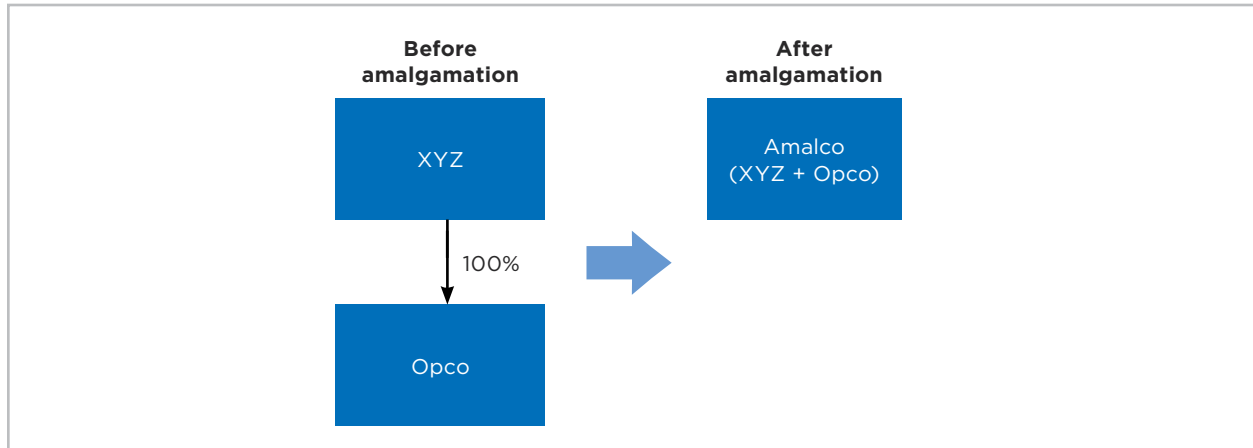 Before
amalgamation
After
amalgamation
XYZ
Amalco
(XYZ + Opco)
100%
Opco